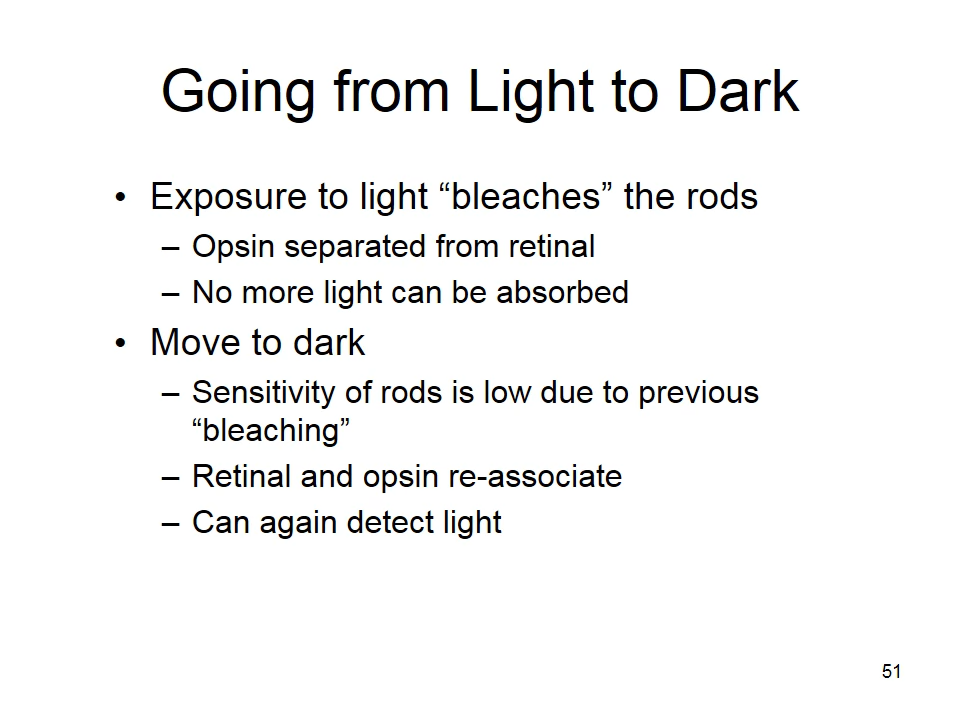 Going from Light to Dark
• Exposure to light “bleaches” the rods
– Opsin separated from retinal
– No more light can be absorbed
• Move to dark
– Sensitivity of rods is low due to previous
“bleaching”
– Retinal and opsin re-associate
– Can again detect light
51